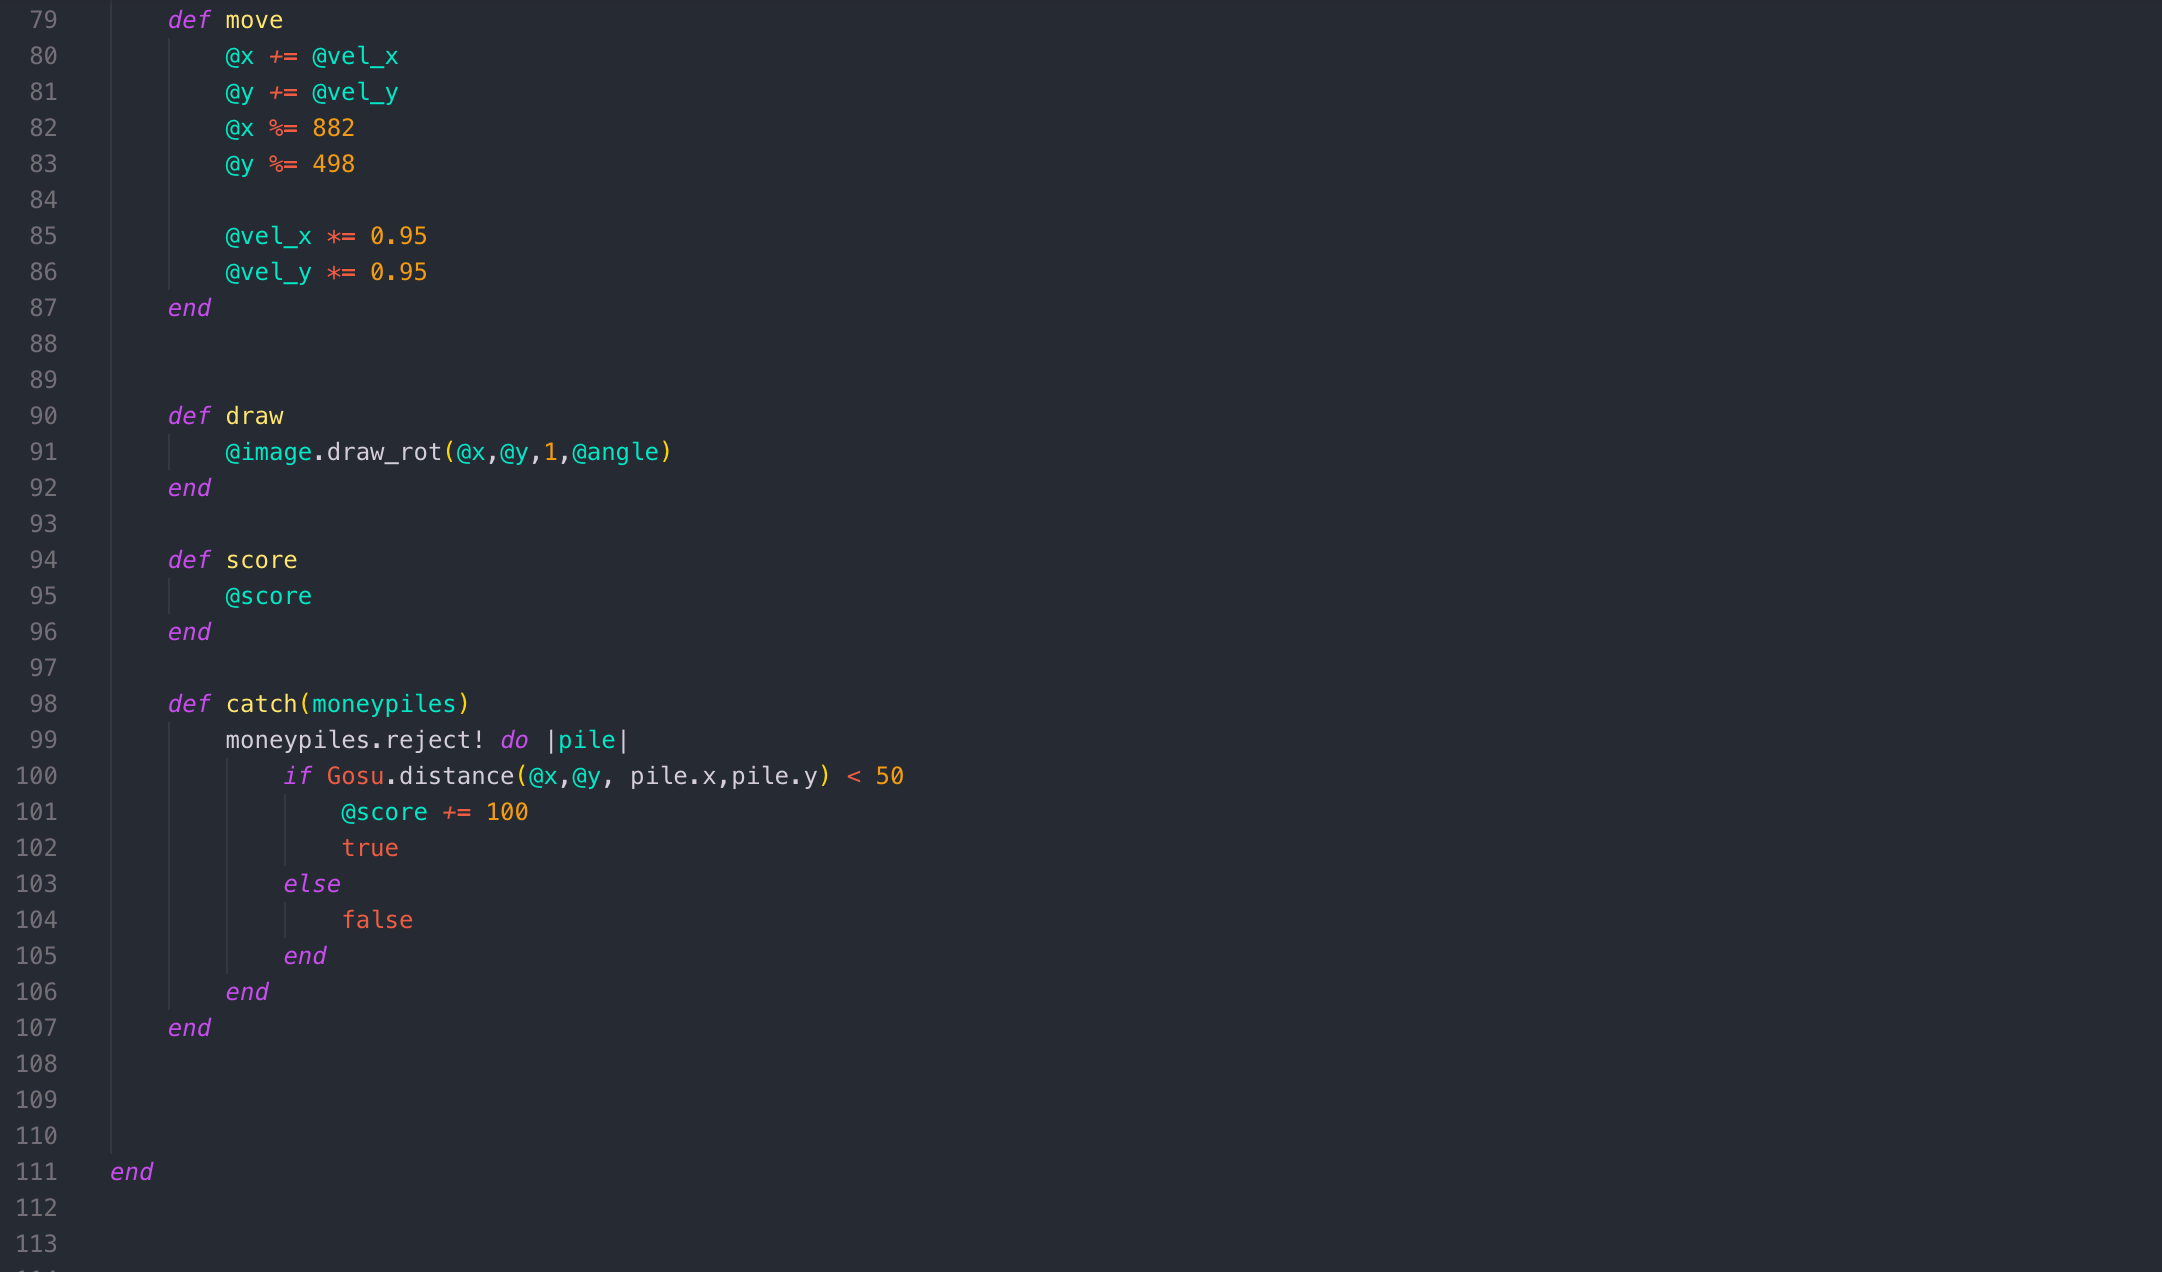 79 def move
80 @x += @vel_x
81 @y += @vel_y
82 @x %= 882
83 @y %= 498
84
85 @vel_x *= 0.95
86 @vel_y *= 0.95
87 end
88
89
90 def draw
91 @image.draw_rot(@x,@y,1,@angle)
92 end
93
94 def score
95 @score
96 end
97
98 def catch(moneypiles)
99 moneypiles.reject! do |pile|
100 if Gosu.distance(@x,@y, pile.x,pile.y) < 50
101 @score += 100
102 true
103 else
104 false
105 end
106 end
107 end
108
109
110
111 end
112
113